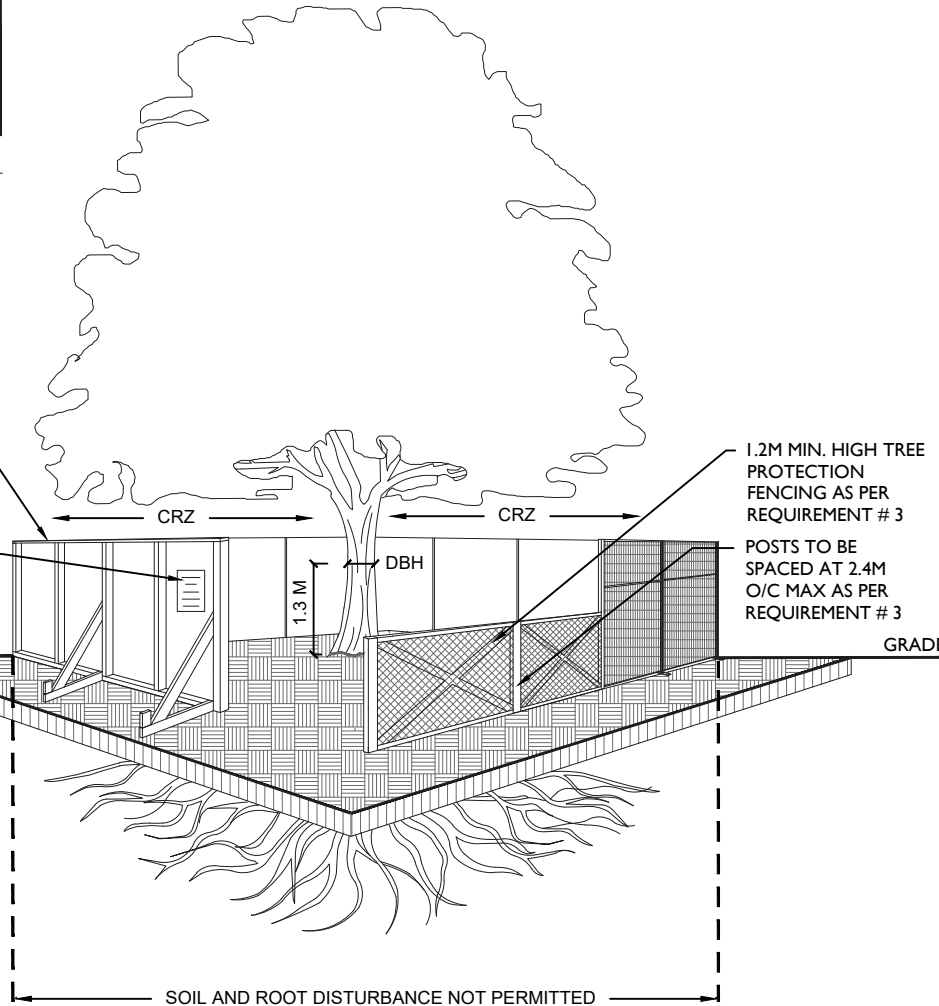 1.2M MIN. HIGH TREE
PROTECTION
FENCING AS PER
REQUIREMENT # 3
CRZ
CRZ
POSTS TO BE
SPACED AT 2.4M
O/C MAX AS PER
REQUIREMENT # 3
DBH
1.3 M
GRADE
SOIL AND ROOT DISTURBANCE NOT PERMITTED